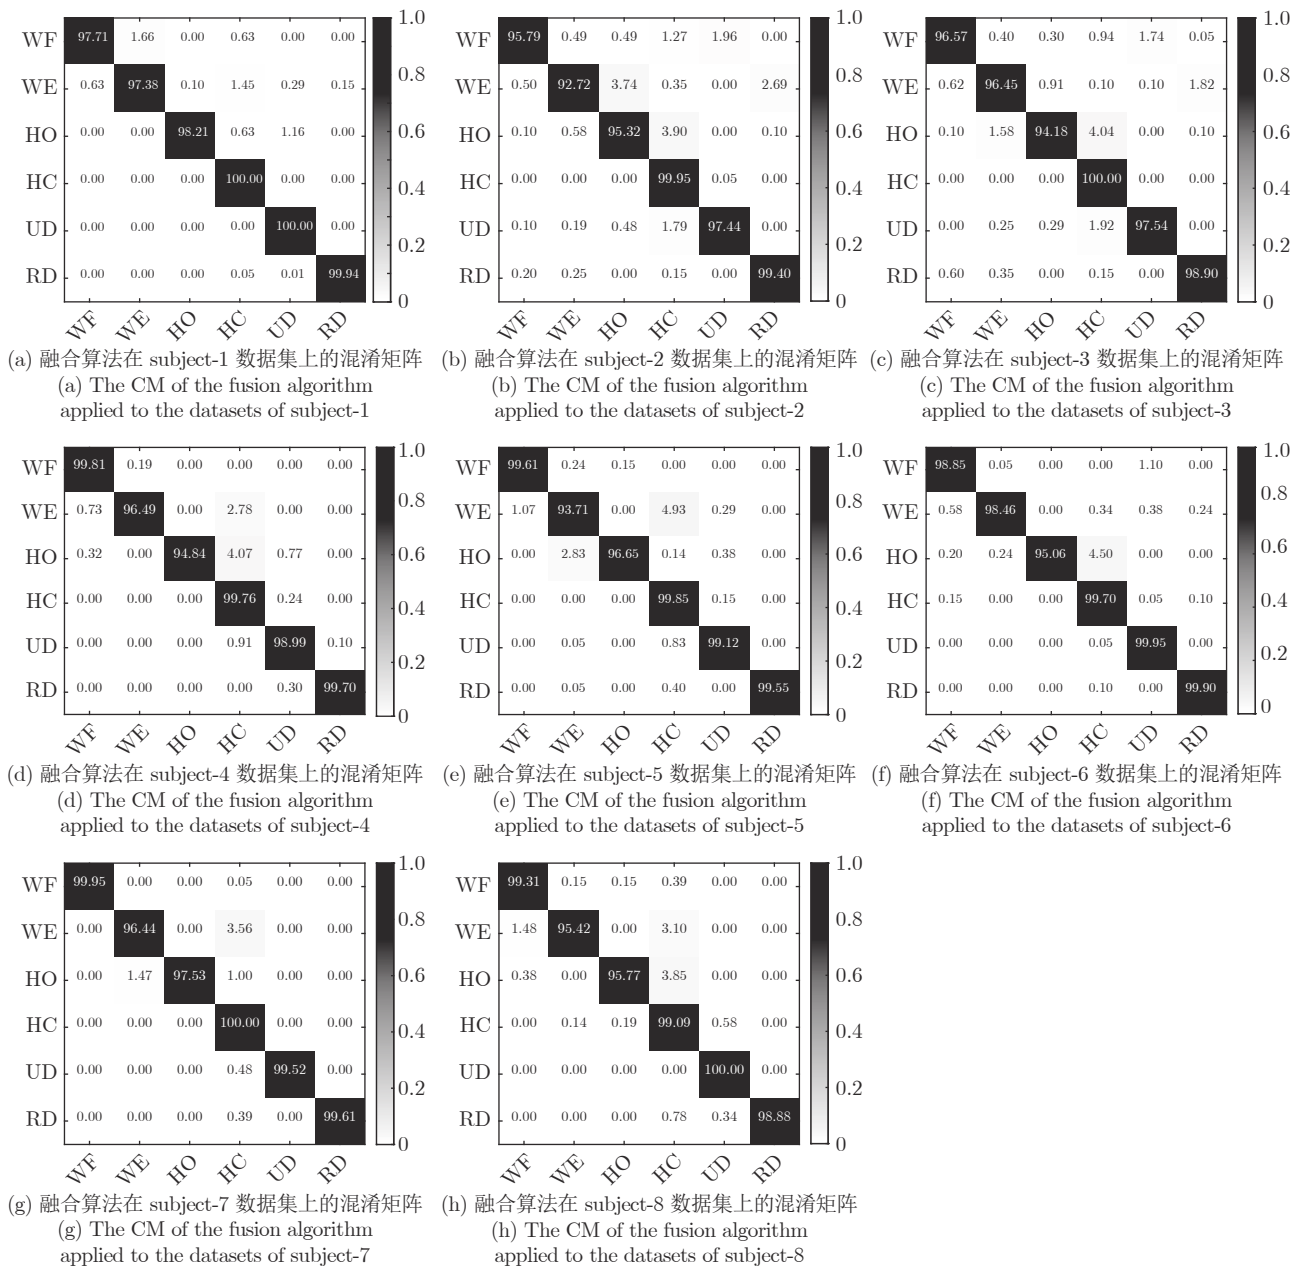 WF 97.71 1.66 0.00 0.63 0.00 0.00
WE 0.63 97.38 0.10 1.45 0.29 0.15
HO 0.00 0.00 98.21 0.63 1.16 0.00
HC 0.00 0.00 0.00 100.00 0.00 0.00
UD 0.00 0.00 0.00 0.00 100.00 0.00
RD 0.00 0.00 0.00 0.05 0.01 99.94
WF WE HO HC UD RD
1.0
0.8
0.6
0.4
0.2
0
(a) 融合算法在 subject-1 数据集上的混淆矩阵
(a) The CM of the fusion algorithm
applied to the datasets of subject-1
WF 95.79 0.49 0.49 1.27 1.96 0.00
WE 0.50 92.72 3.74 0.35 0.00 2.69
HO 0.10 0.58 95.32 3.90 0.00 0.10
HC 0.00 0.00 0.00 99.95 0.05 0.00
UD 0.10 0.19 0.48 1.79 97.44 0.00
RD 0.20 0.25 0.00 0.15 0.00 99.40
WF WE HO HC UD RD
1.0
0.8
0.6
0.4
0.2
0
(b) 融合算法在 subject-2 数据集上的混淆矩阵
(b) The CM of the fusion algorithm
applied to the datasets of subject-2
WF 96.57 0.40 0.30 0.94 1.74 0.05
WE 0.62 96.45 0.91 0.10 0.10 1.82
HO 0.10 1.58 94.18 4.04 0.00 0.10
HC 0.00 0.00 0.00 100.00 0.00 0.00
UD 0.00 0.25 0.29 1.92 97.54 0.00
RD 0.60 0.35 0.00 0.15 0.00 98.90
WF WE HO HC UD RD
1.0
0.8
0.6
0.4
0.2
0
(c) 融合算法在 subject-3 数据集上的混淆矩阵
(c) The CM of the fusion algorithm
applied to the datasets of subject-3
WF 99.81 0.19 0.00 0.00 0.00 0.00
WE 0.73 96.49 0.00 2.78 0.00 0.00
HO 0.32 0.00 94.84 4.07 0.77 0.00
HC 0.00 0.00 0.00 99.76 0.24 0.00
UD 0.00 0.00 0.00 0.91 98.99 0.10
RD 0.00 0.00 0.00 0.00 0.30 99.70
WF WE HO HC UD RD
1.0
0.8
0.6
0.4
0.2
0
(d) 融合算法在 subject-4 数据集上的混淆矩阵
(d) The CM of the fusion algorithm
applied to the datasets of subject-4
WF 99.61 0.24 0.15 0.00 0.00 0.00
WE 1.07 93.71 0.00 4.93 0.29 0.00
HO 0.00 2.83 96.65 0.14 0.38 0.00
HC 0.00 0.00 0.00 99.85 0.15 0.00
UD 0.00 0.05 0.00 0.83 99.12 0.00
RD 0.00 0.05 0.00 0.40 0.00 99.55
WF WE HO HC UD RD
1.0
0.8
0.6
0.4
0.2
0
(e) 融合算法在 subject-5 数据集上的混淆矩阵
(e) The CM of the fusion algorithm
applied to the datasets of subject-5
WF 98.85 0.05 0.00 0.00 1.10 0.00
WE 0.58 98.46 0.00 0.34 0.38 0.24
HO 0.20 0.24 95.06 4.50 0.00 0.00
HC 0.15 0.00 0.00 99.70 0.05 0.10
UD 0.00 0.00 0.00 0.05 99.95 0.00
RD 0.00 0.00 0.00 0.10 0.00 99.90
WF WE HO HC UD RD
1.0
0.8
0.6
0.4
0.2
0
(f) 融合算法在 subject-6 数据集上的混淆矩阵
(f) The CM of the fusion algorithm
applied to the datasets of subject-6
WF 99.95 0.00 0.00 0.05 0.00 0.00
WE 0.00 96.44 0.00 3.56 0.00 0.00
HO 0.00 1.47 97.53 1.00 0.00 0.00
HC 0.00 0.00 0.00 100.00 0.00 0.00
UD 0.00 0.00 0.00 0.48 99.52 0.00
RD 0.00 0.00 0.00 0.39 0.00 99.61
WF WE HO HC UD RD
1.0
0.8
0.6
0.4
0.2
0
(g) 融合算法在 subject-7 数据集上的混淆矩阵
(g) The CM of the fusion algorithm
applied to the datasets of subject-7
WF 99.31 0.15 0.15 0.39 0.00 0.00
WE 1.48 95.42 0.00 3.10 0.00 0.00
HO 0.38 0.00 95.77 3.85 0.00 0.00
HC 0.00 0.14 0.19 99.09 0.58 0.00
UD 0.00 0.00 0.00 0.00 100.00 0.00
RD 0.00 0.00 0.00 0.78 0.34 98.88
WF WE HO HC UD RD
1.0
0.8
0.6
0.4
0.2
0
(h) 融合算法在 subject-8 数据集上的混淆矩阵
(h) The CM of the fusion algorithm
applied to the datasets of subject-8